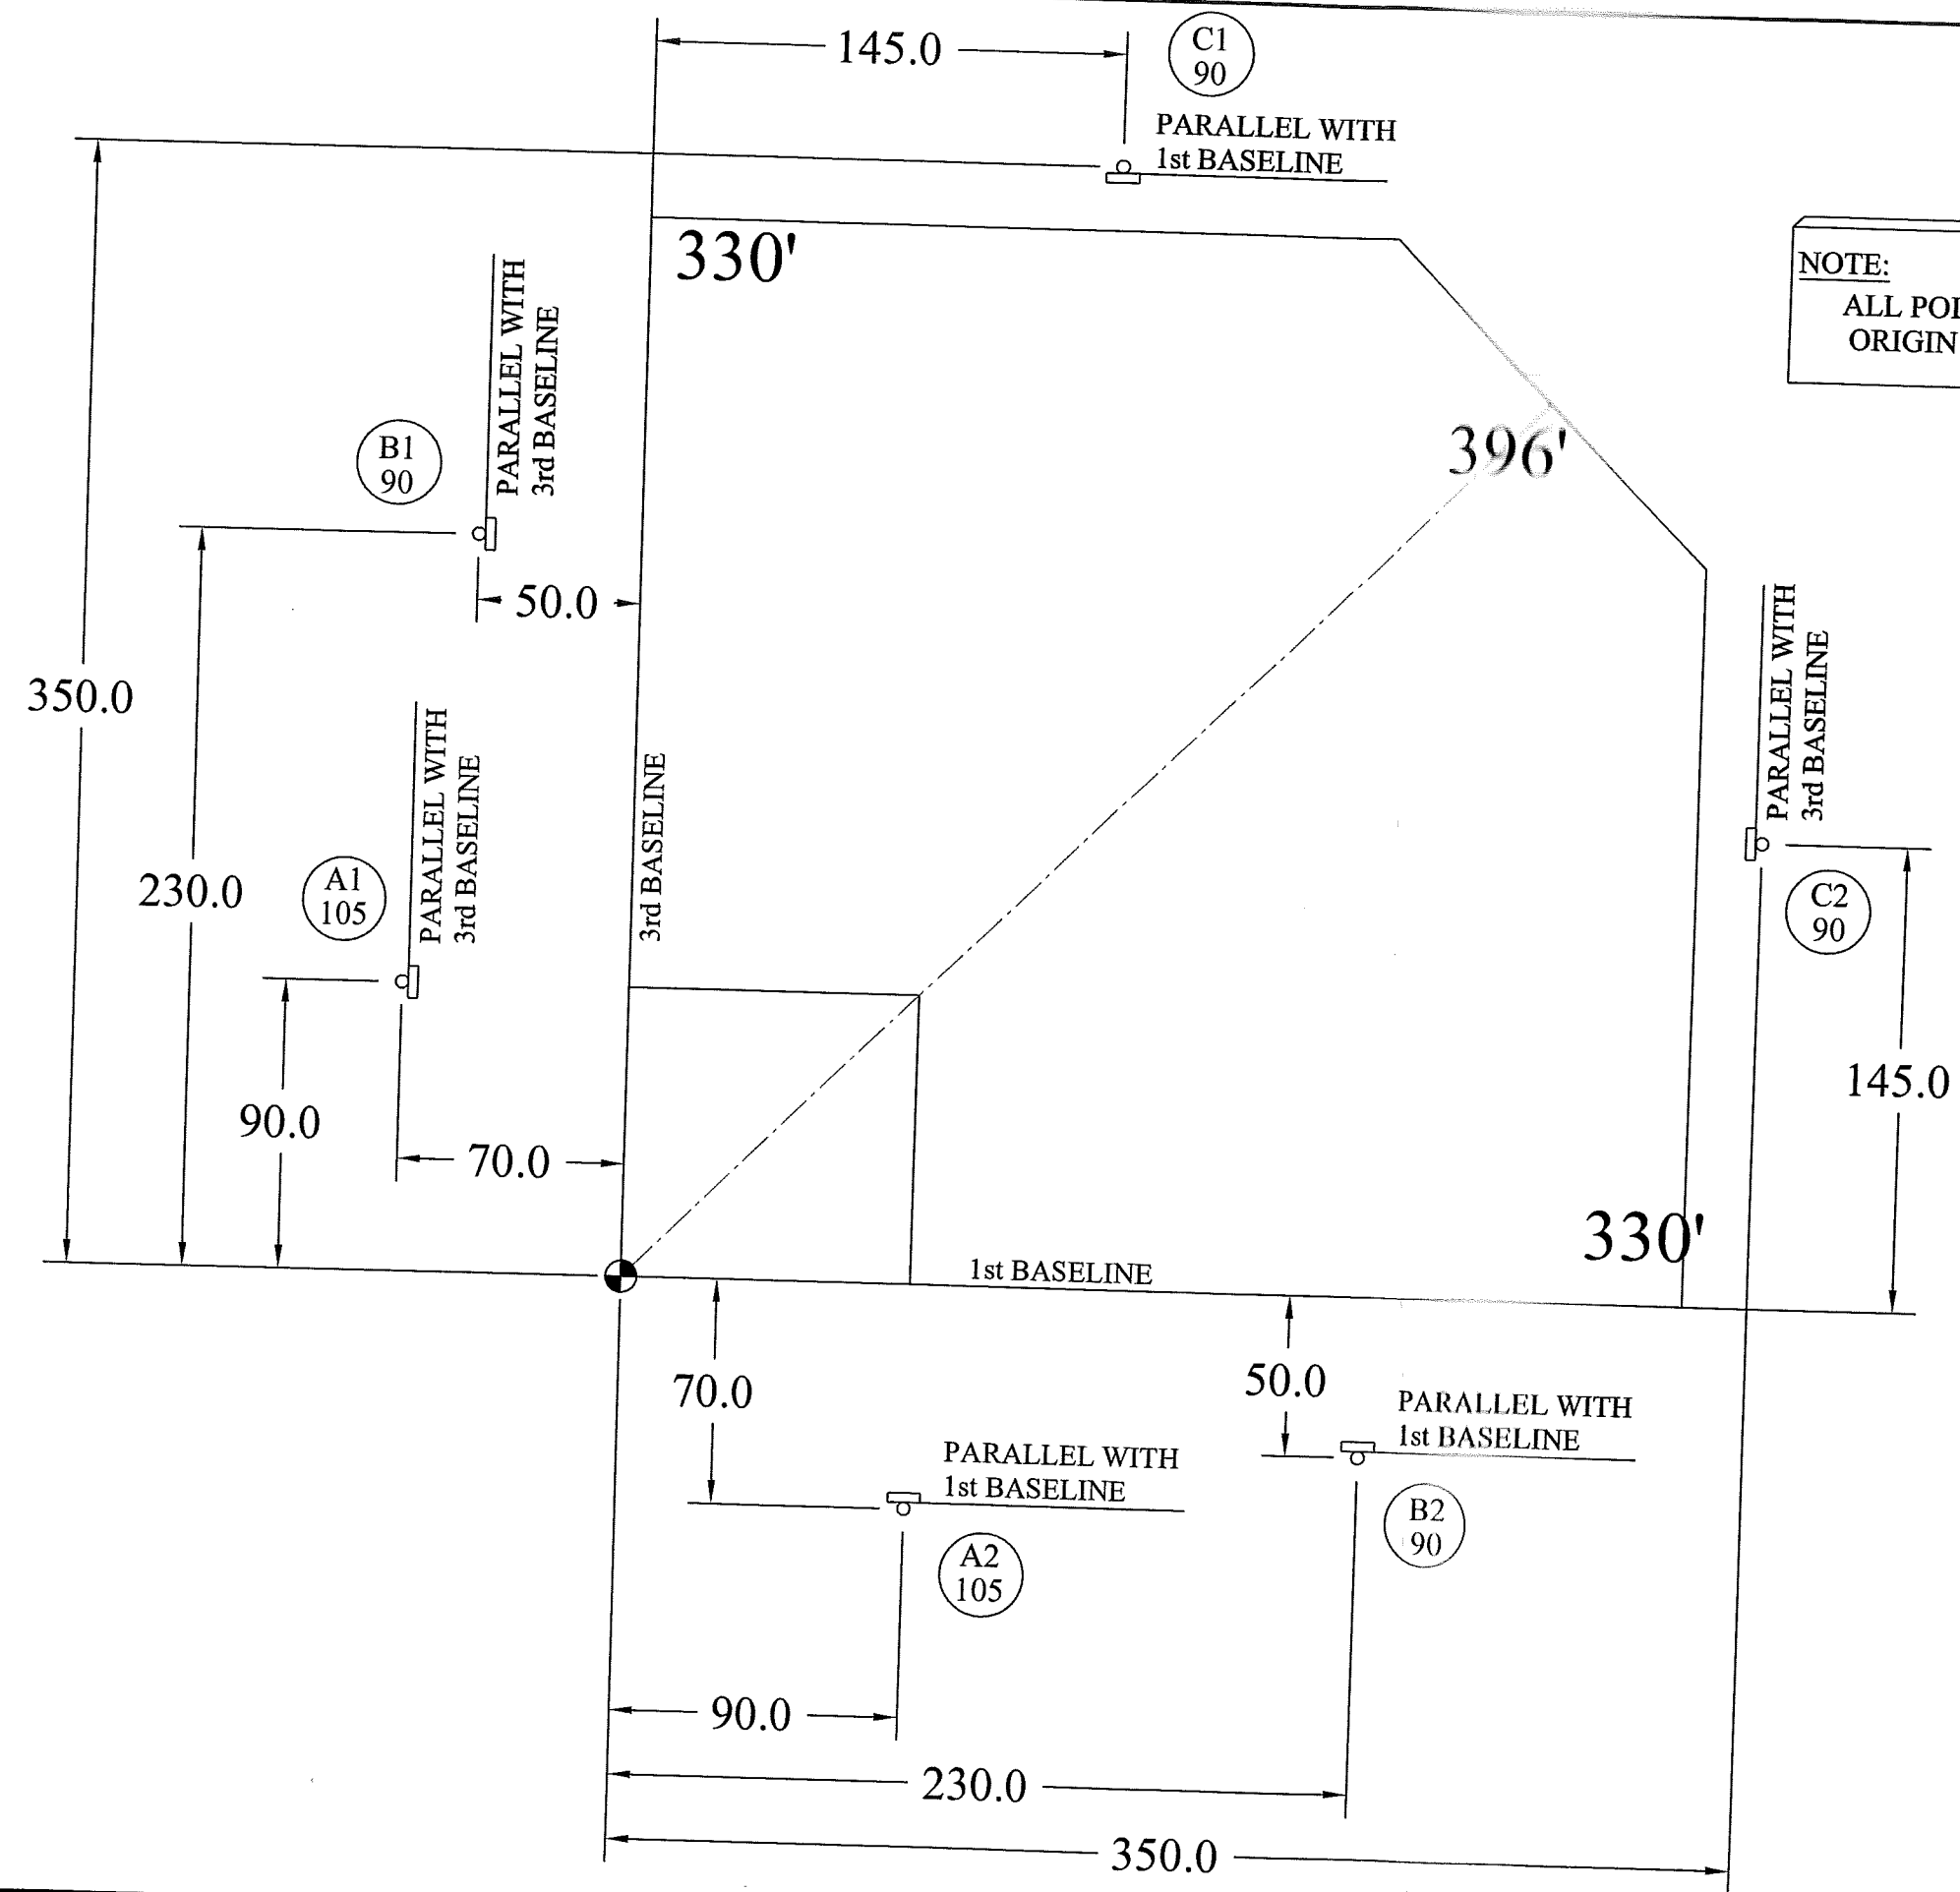 145.0
C1
90
PARALLEL WITH
1st BASELINE
330'
NOTE:
ALL
ORIGIN
PARALLEL WITH
3rd BASELINE
B1
90
396'
50.0
350.0
PARALLEL WITH
3rd BASELINE
PARALLEL WITH
3rd BASELINE
3rd BASELINE
230.0
A1
105
C2
90
145.0
90.0
70.0
330'
1st BASELINE
70.0
50.0
PARALLEL WITH
1st BASELINE
PARALLEL WITH
1st BASELINE
B2
90
A2
105
90.0
230.0
350.0